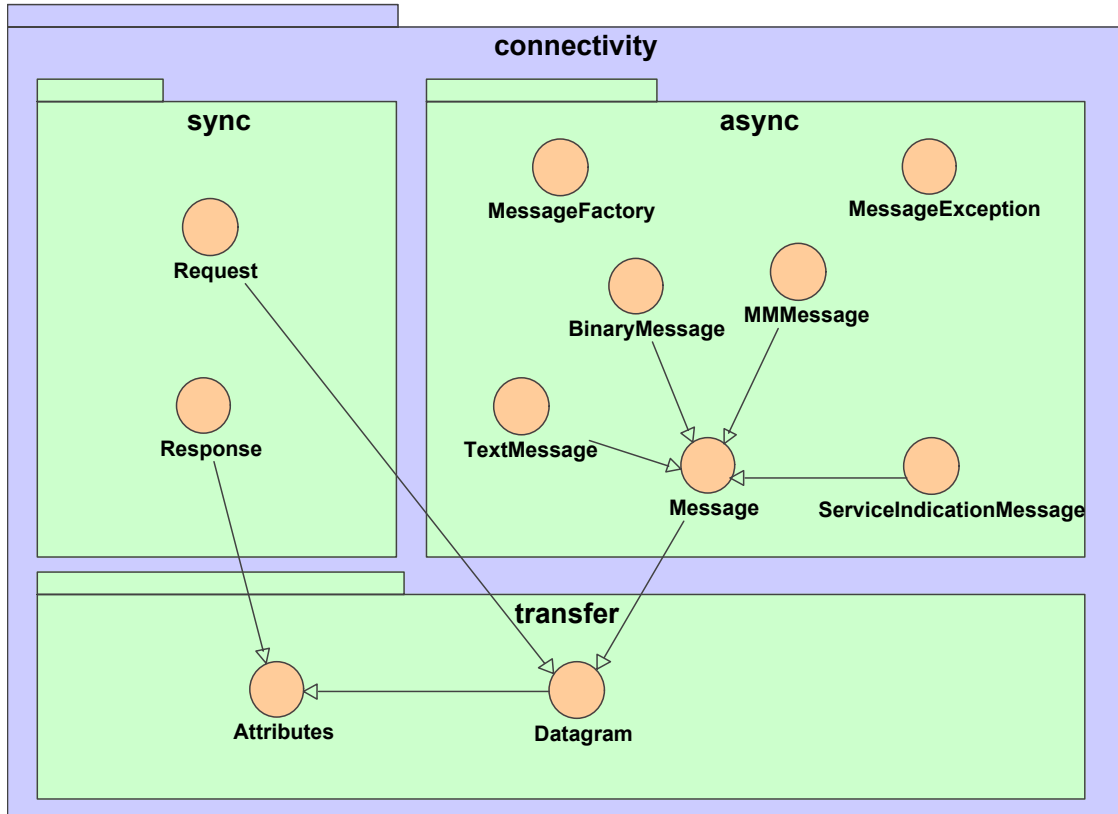 connectivity
sync
async
MessageFactory
MessageException
Request
BinaryMessage
MMMessage
Response
TextMessage
Message
ServiceIndicationMessage
transfer
Attributes
Datagram